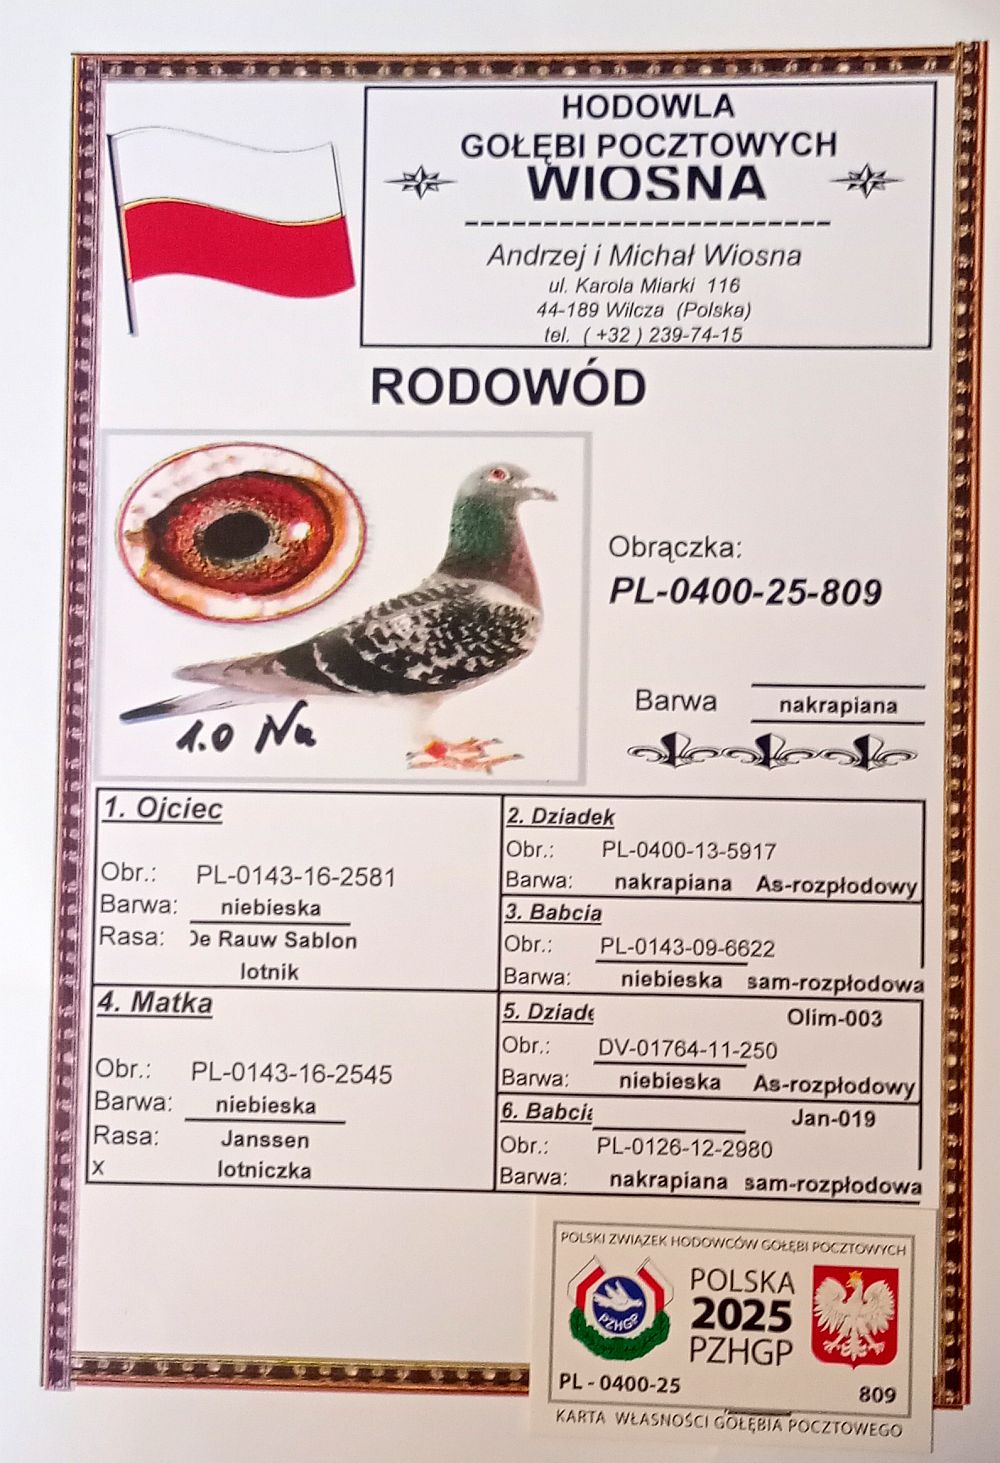 HODOWLA
GOŁĘBI POCZTOWYCH
WIOSNA
Andrzej i Michał Wiosna
ul. Karola Miarki 116
44-189 Wilcza (Polska)
tel. ( +32 ) 239-74-15
RODOWÓD
Obrączka:
PL-0400-25-809
Barwa nakrapiana
1.0 Na
1. Ojciec
Obr.: PL-0143-16-2581
Barwa: niebieska
Rasa: De Rauw Sablon
lotnik
2. Dziadek
Obr.: PL-0400-13-5917
Barwa: nakrapiana As-rozpłodowy
3. Babcia
Obr.: PL-0143-09-6622
Barwa: niebieska sam-rozpłodowa
4. Matka
Obr.: PL-0143-16-2545
Barwa: niebieska
Rasa: Janssen
x lotniczka
5. Dziade Olim-003
Obr.: DV-01764-11-250
Barwa: niebieska As-rozpłodowy
6. Babcia Jan-019
Obr.: PL-0126-12-2980
Barwa: nakrapiana sam-rozpłodowa
POLSKI ZWIĄZEK HODOWCÓW GOŁĘBI POCZTOWYCH
PZHGP
POLSKA
2025
PZHGP
PL - 0400-25 809
KARTA WŁASNOŚCI GOŁĘBIA POCZTOWEGO